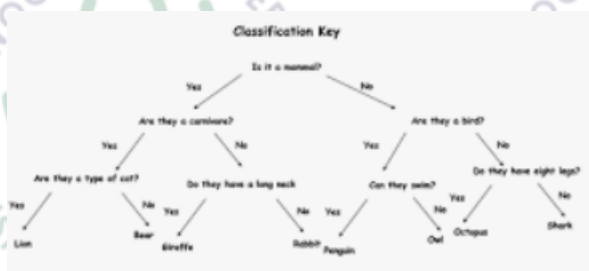 Classification Key
Is it a mammal?
Yes
No
Are they a carnivore?
Are they a bird?
Yes
No
Yes
No
Are they a type of cat?
Do they have a long neck
Can they swim?
Do they have eight legs?
Yes
No
Yes
No
Yes
No
Yes
No
Lion
Bear
Giraffe
Rabbit
Penguin
Owl
Octopus
Shark